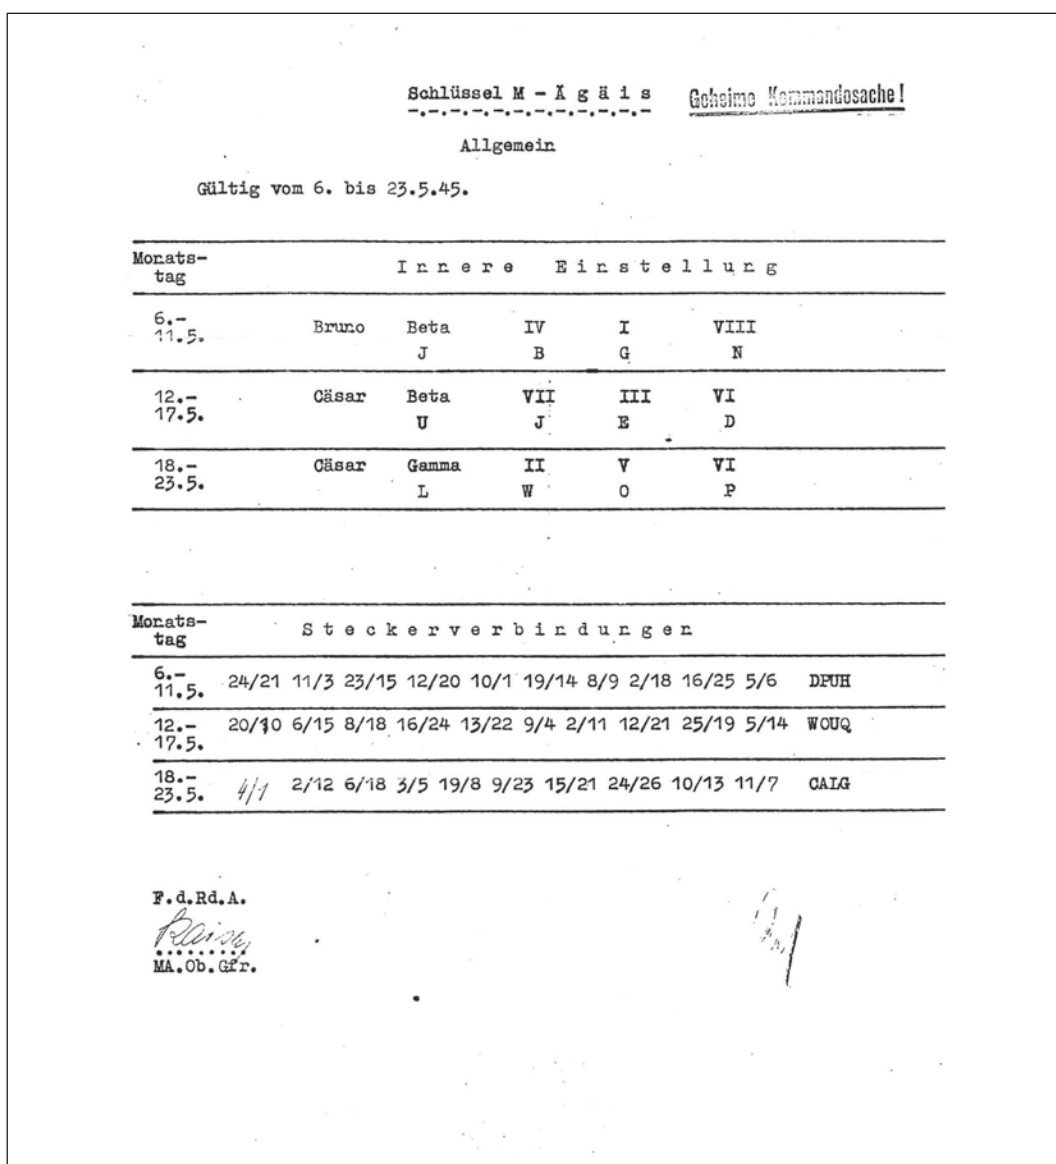 Schlüssel M - Ä g ä i s Geheime Kommandosache!
Allgemein
Gültig vom 6. bis 23.5.45.
Monats-
tag
I n n e r e E i n s t e l l u n g
6.-
11.5.
Bruno Beta IV I VIII
J B G N
12.-
17.5.
Cäsar Beta VII III VI
U J E D
18.-
23.5.
Cäsar Gamma II V VI
L W O P
Monats-
tag
S t e c k e r v e r b i n d u n g e n
6.-
11.5.
24/21 11/3 23/15 12/20 10/1 19/14 8/9 2/18 16/25 5/6 DPUH
12.-
17.5.
20/10 6/15 8/18 16/24 13/22 9/4 2/11 12/21 25/19 5/14 WOUQ
18.-
23.5.
4/1 2/12 6/18 3/5 19/8 9/23 15/21 24/26 10/13 11/7 CALG
F.d.Rd.A.
MA.Ob.Gfr.